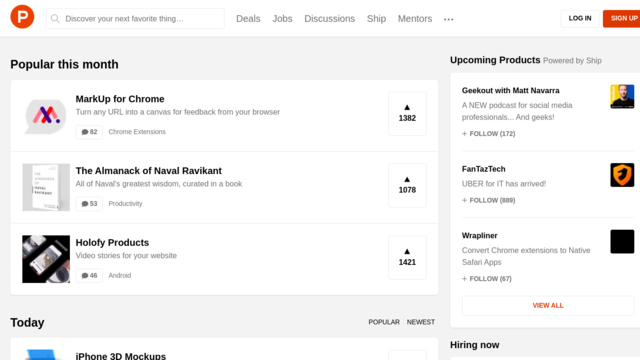 P
Discover your next favorite thing...
Deals
Jobs
Discussions
Ship
Mentors
LOG IN
SIGN UP
Popular this month
MarkUp for Chrome
Turn any URL into a canvas for feedback from your browser
82
Chrome Extensions
1382
The Almanack of Naval Ravikant
All of Naval's greatest wisdom, curated in a book
53
Productivity
1078
Holofy Products
Video stories for your website
46
Android
1421
Today
POPULAR
NEWEST
iPhone 3D Mockups
Upcoming Products Powered by Ship
Geekout with Matt Navarra
A NEW podcast for social media
professionals... And geeks!
+ FOLLOW (172)
FanTazTech
UBER for IT has arrived!
+ FOLLOW (889)
Wrapliner
Convert Chrome extensions to Native
Safari Apps
+ FOLLOW (67)
VIEW ALL
Hiring now